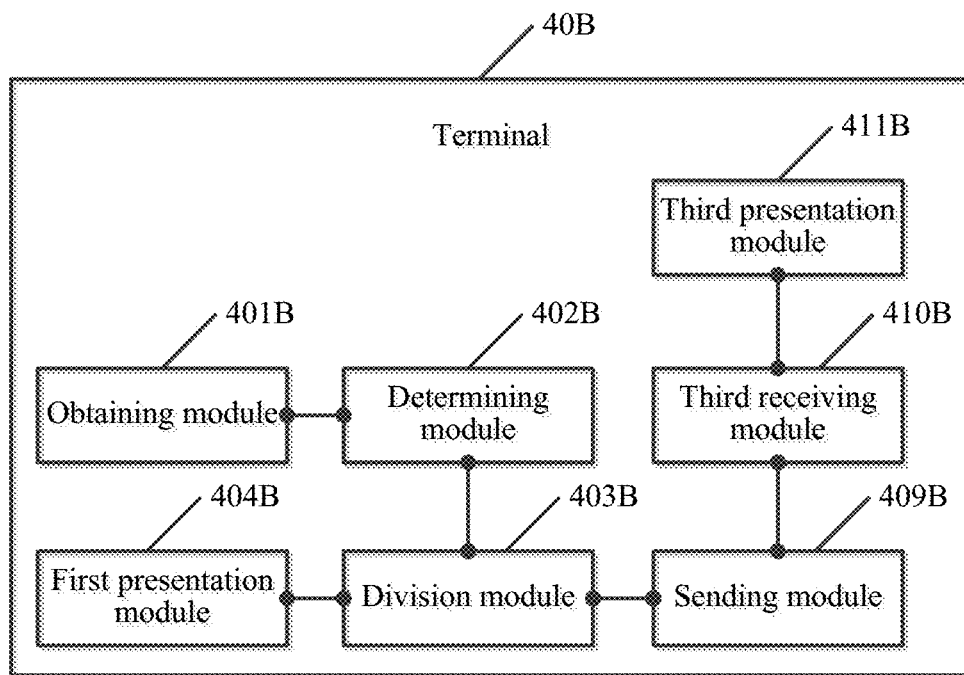 40B
Terminal
411B
Third presentation
module
401B
402B
410B
Obtaining module
Determining
module
Third receiving
module
404B
403B
409B
First presentation
module
Division module
Sending module